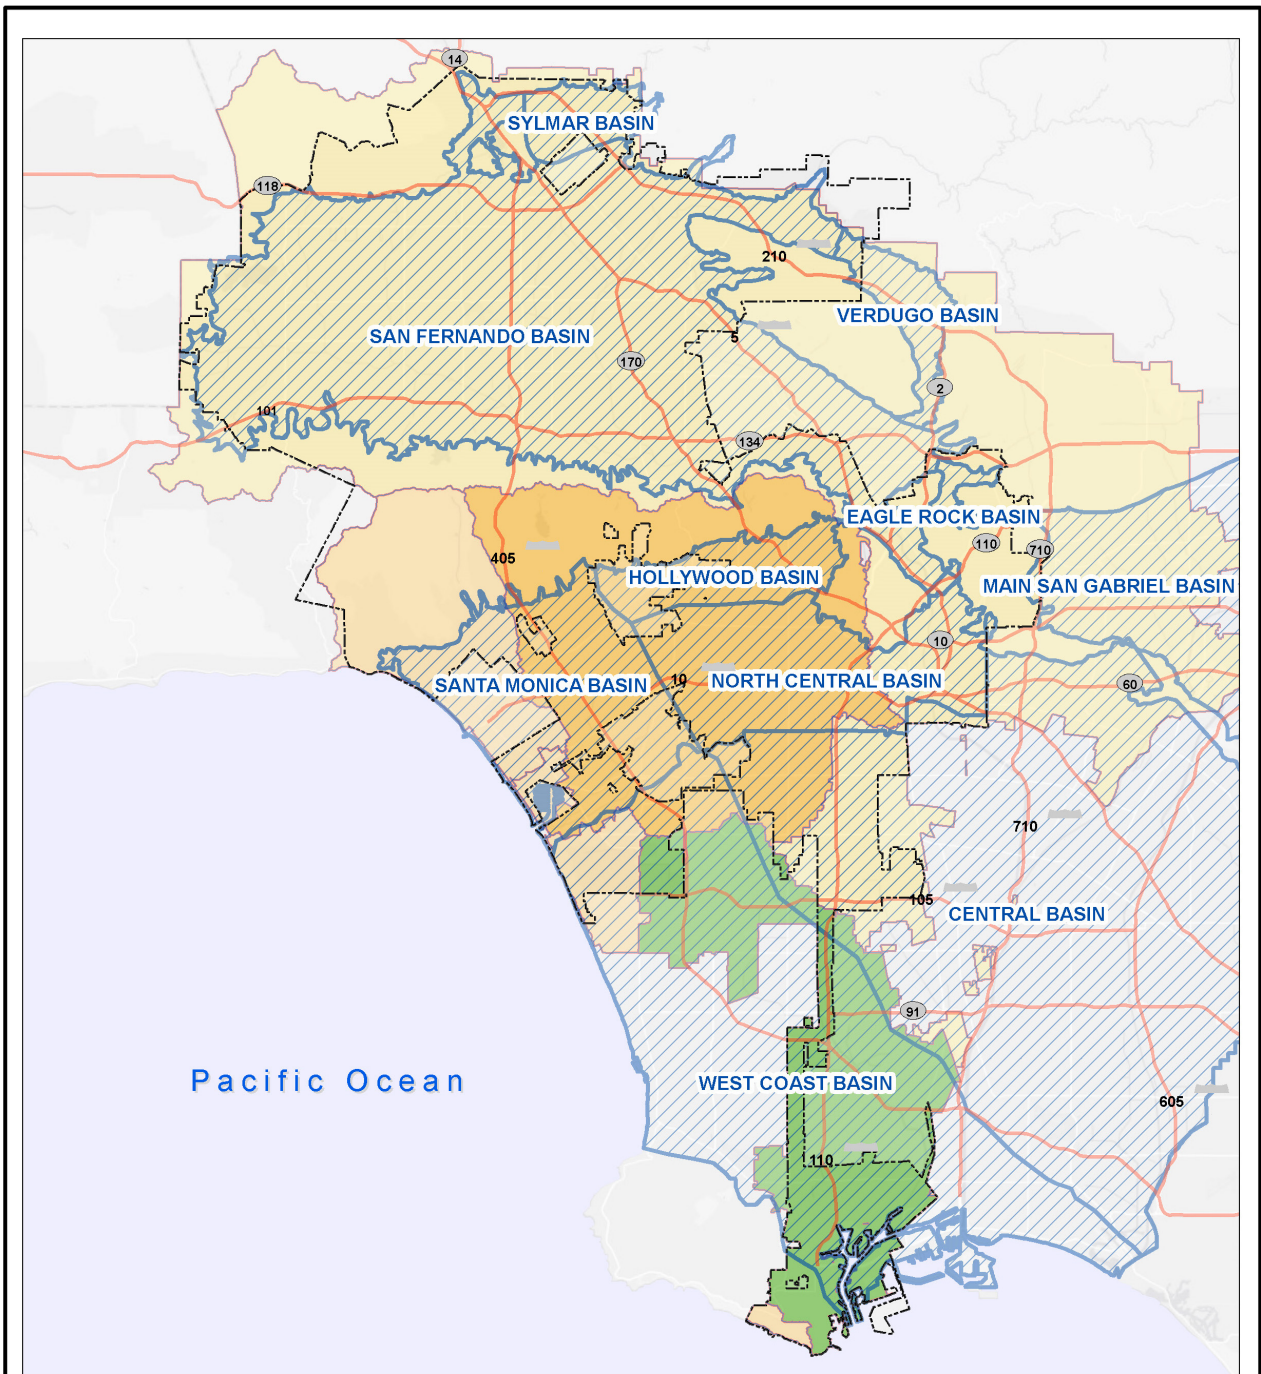 14
SYLMAR BASIN
118
210
VERDUGO BASIN
SAN FERNANDO BASIN
5
170
2
101
134
EAGLE ROCK BASIN
405
110
710
HOLLYWOOD BASIN
MAIN SAN GABRIEL BASIN
10
SANTA MONICA BASIN
10
NORTH CENTRAL BASIN
60
710
105
CENTRAL BASIN
91
Pacific Ocean
WEST COAST BASIN
605
110